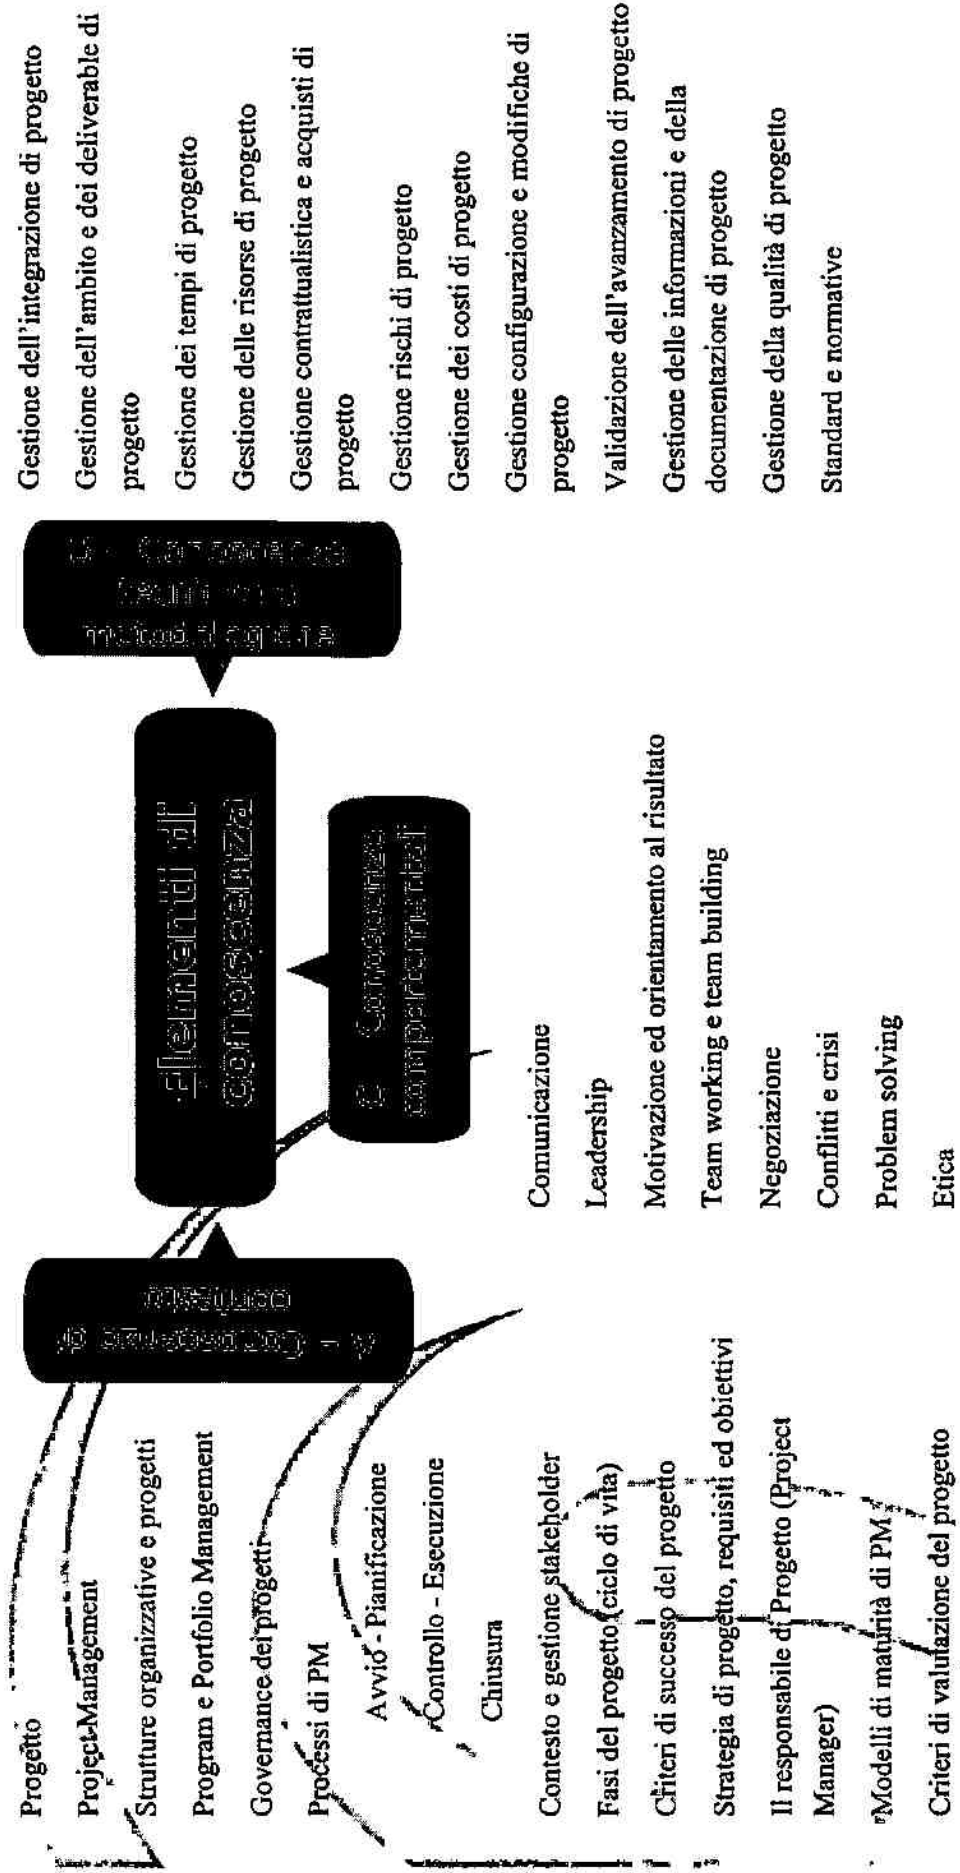 Elementi di
conoscenza
A - Conoscenze di
contesto
Progetto
Project Management
Strutture organizzative e progetti
Program e Portfolio Management
Governance dei progetti
Processi di PM
Avvio - Pianificazione
Controllo - Esecuzione
Chiusura
Contesto e gestione stakeholder
Fasi del progetto (ciclo di vita)
Criteri di successo del progetto
Strategia di progetto, requisiti ed obiettivi
Il responsabile di Progetto (Project
Manager)
Modelli di maturità di PM
Criteri di valutazione del progetto
C Conoscenze
comportamentali
Comunicazione
Leadership
Motivazione ed orientamento al risultato
Team working e team building
Negoziazione
Conflitti e crisi
Problem solving
Etica
Conoscenze
metodologiche
Gestione dell'integrazione di progetto
Gestione dell'ambito e dei deliverable di
progetto
Gestione dei tempi di progetto
Gestione delle risorse di progetto
Gestione contrattualistica e acquisti di
progetto
Gestione rischi di progetto
Gestione dei costi di progetto
Gestione configurazione e modifiche di
progetto
Validazione dell'avanzamento di progetto
Gestione delle informazioni e della
documentazione di progetto
Gestione della qualità di progetto
Standard e normative